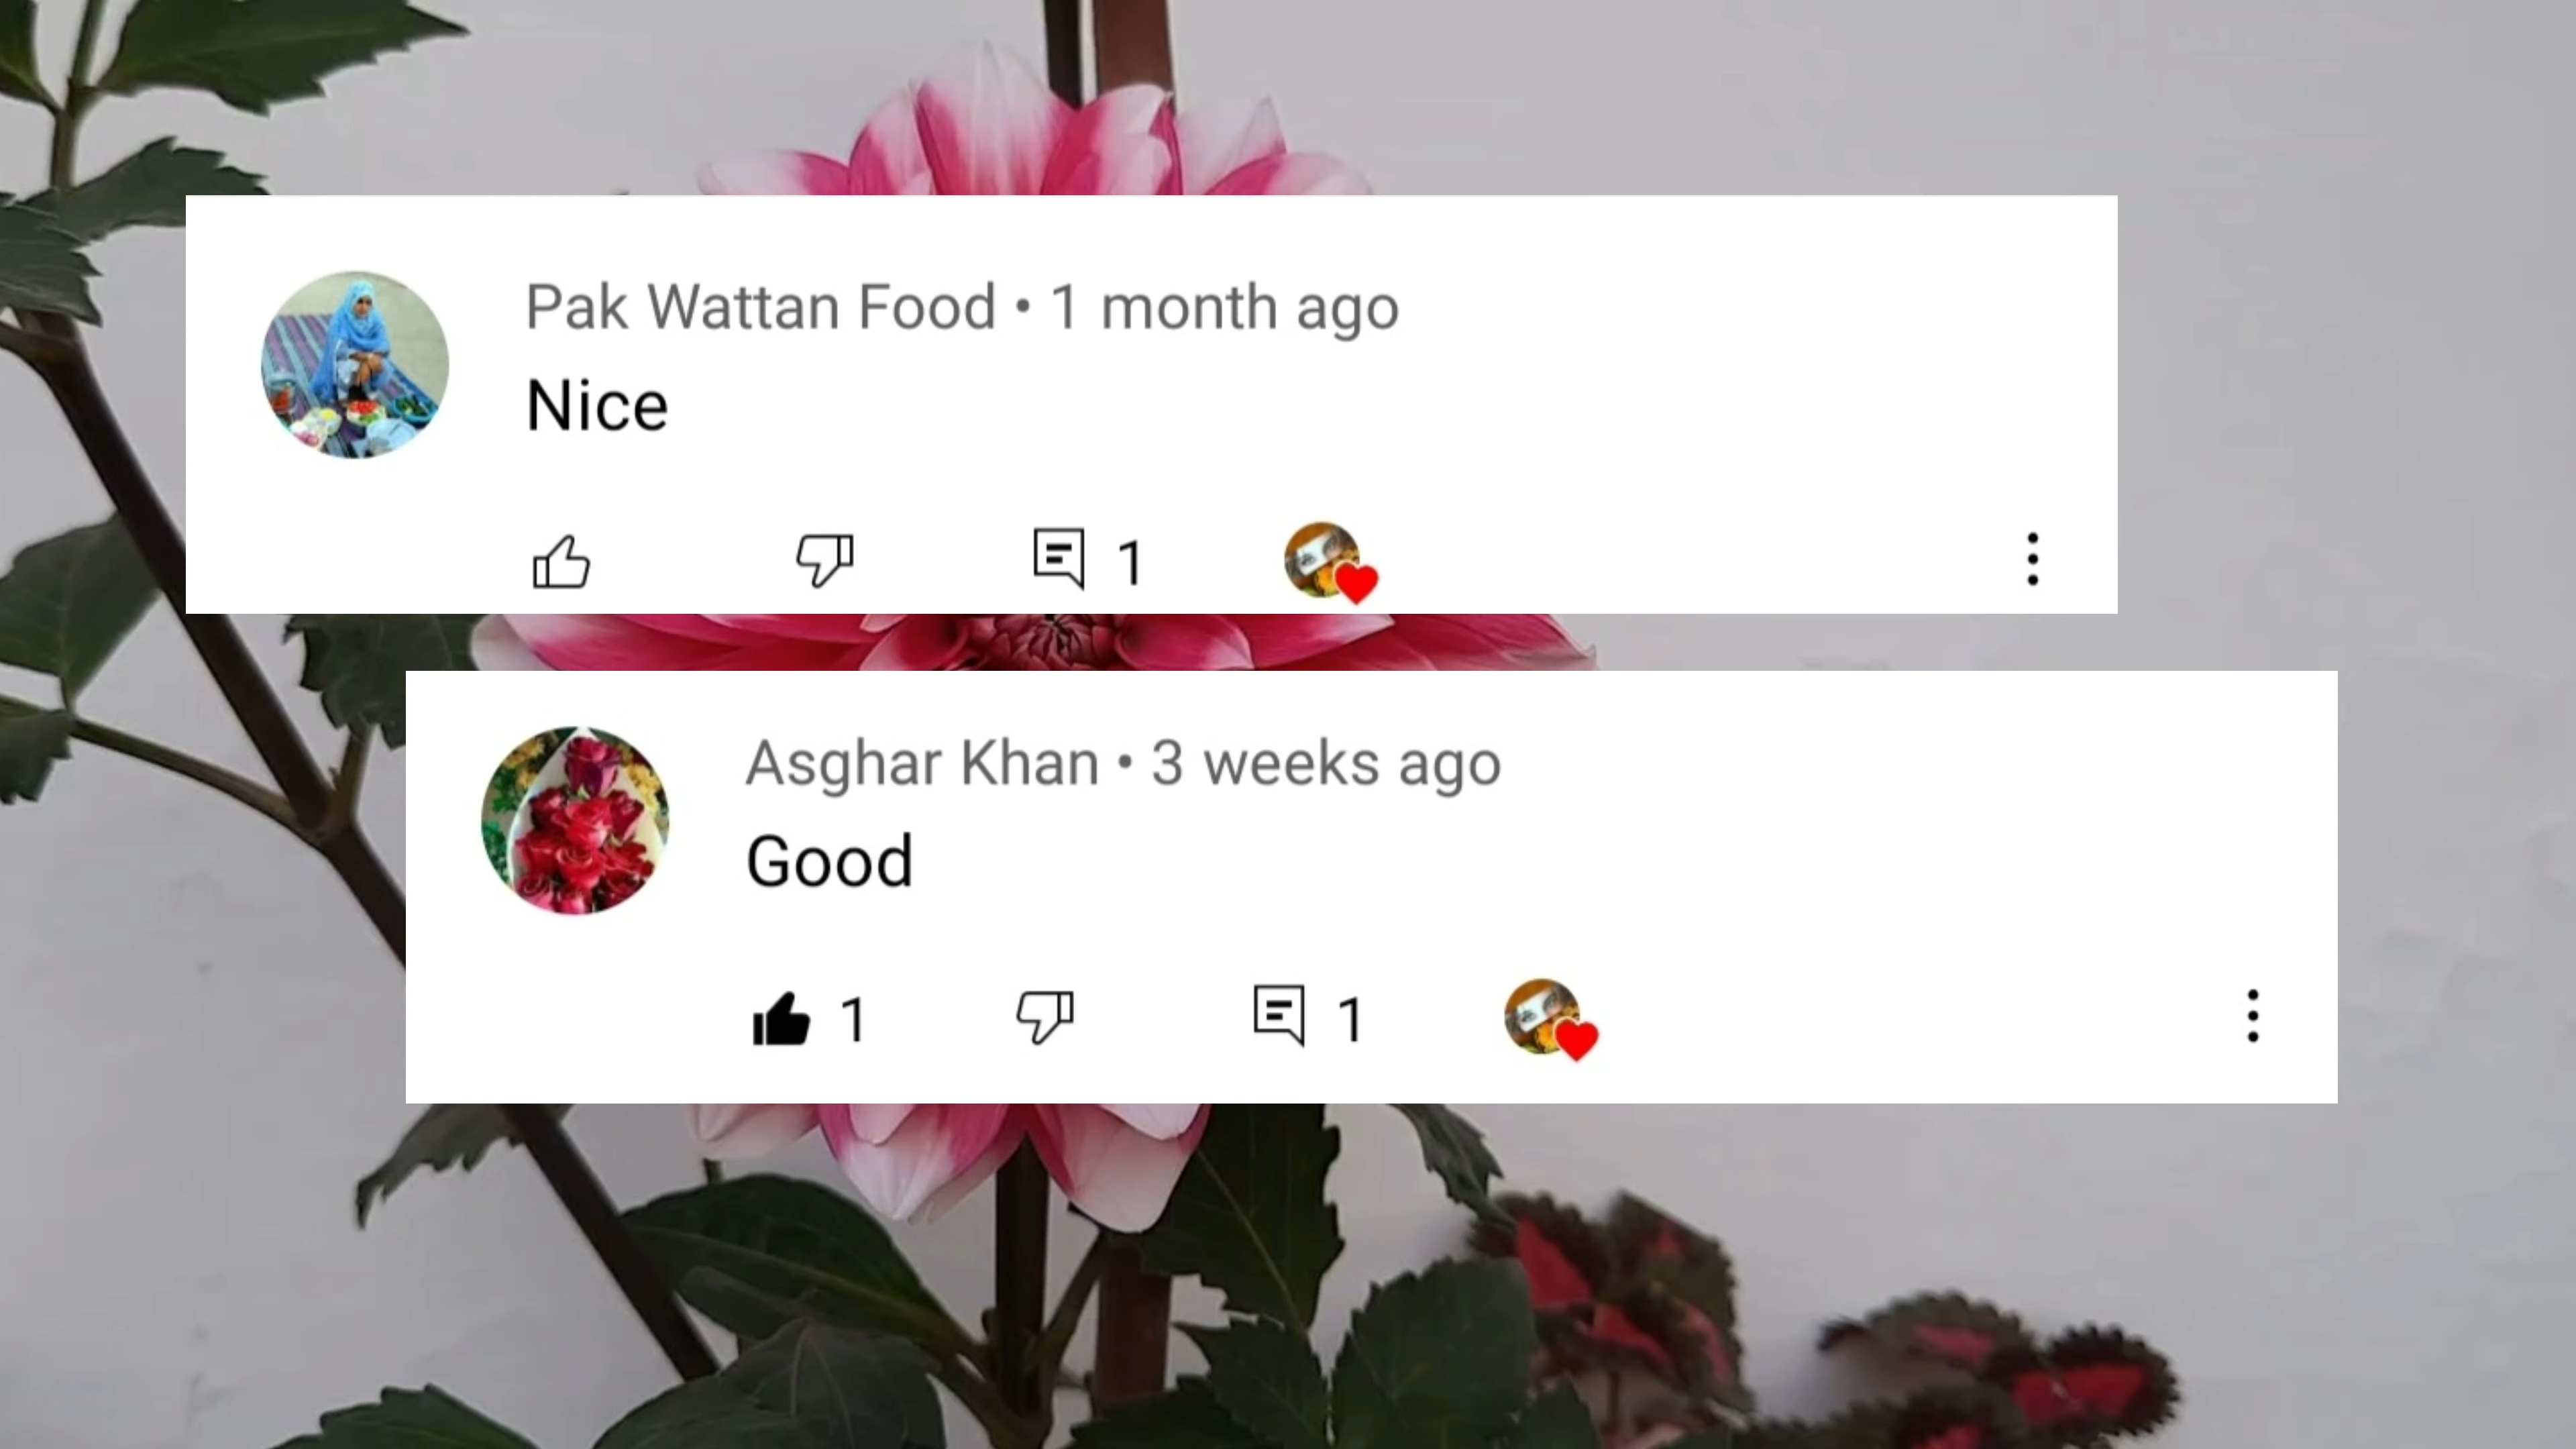 Pak Wattan Food • 1 month ago
Nice
1
Asghar Khan • 3 weeks ago
Good
1 1